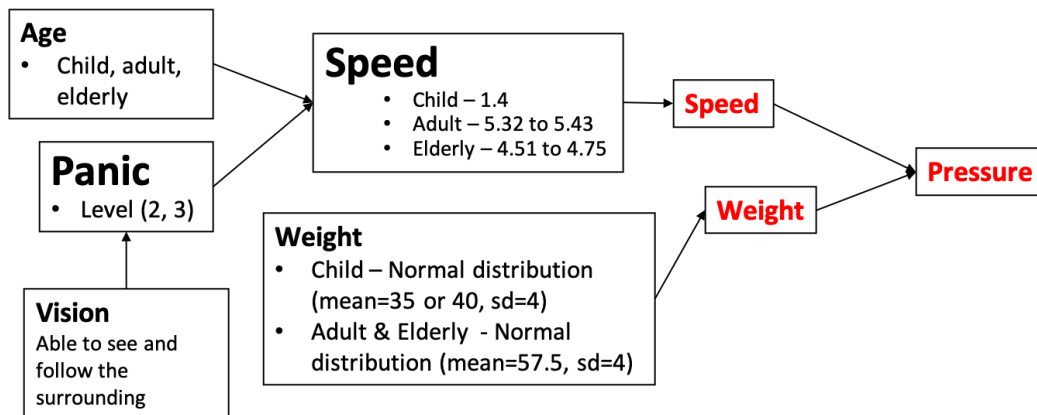 Age
• Child, adult,
elderly
Panic
• Level (2, 3)
Vision
Able to see and
follow the
surrounding
Speed
• Child – 1.4
• Adult – 5.32 to 5.43
• Elderly – 4.51 to 4.75
Weight
• Child – Normal distribution
(mean=35 or 40, sd=4)
• Adult & Elderly - Normal
distribution (mean=57.5, sd=4)
Speed
Weight
Pressure